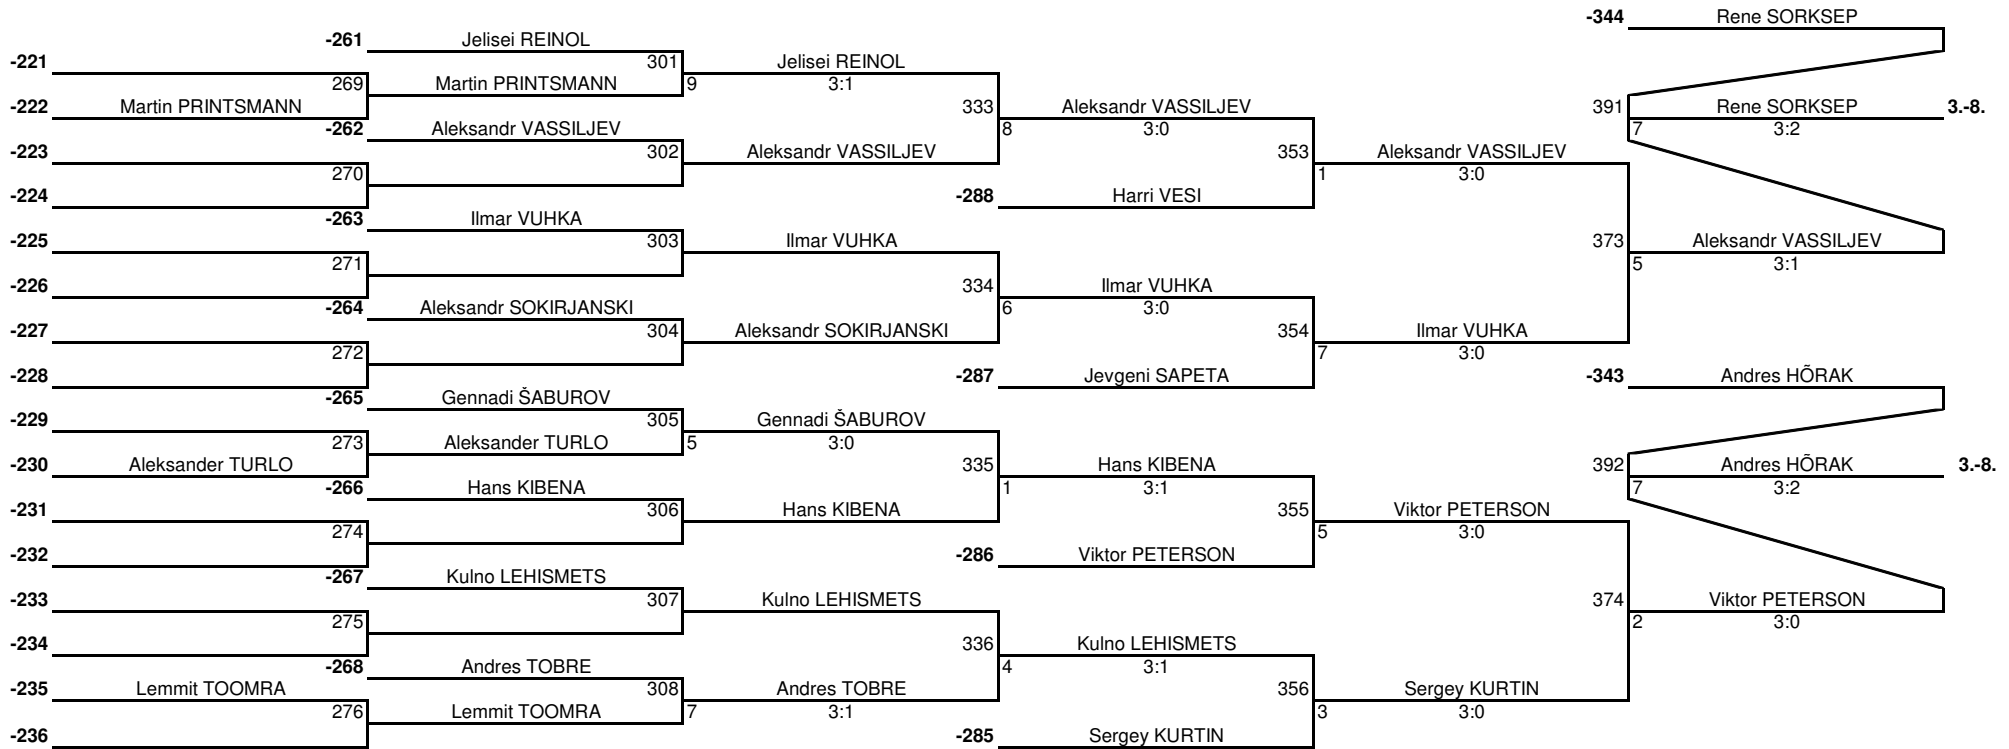 -344 Rene SORKSEP
-261 Jelisei REINOL
-221 301 Jelisei REINOL
269 Martin PRINTSMANN 9 3:1
-222 Martin PRINTSMANN 333 Aleksandr VASSILJEV 391 Rene SORKSEP 3.-8.
-262 Aleksandr VASSILJEV 8 3:0 7 3:2
-223 302 Aleksandr VASSILJEV 353 Aleksandr VASSILJEV
270 1 3:0
-224 -288 Harri VESI
-263 Ilmar VUHKA
-225 303 Ilmar VUHKA 373 Aleksandr VASSILJEV
271 5 3:1
-226 334 Ilmar VUHKA
-264 Aleksandr SOKIRJANSKI 6 3:0
-227 304 Aleksandr SOKIRJANSKI 354 Ilmar VUHKA
272 7 3:0
-228 -287 Jevgeni SAPETA -343 Andres HÕRAK
-265 Gennadi ŠABUROV
-229 305 Gennadi ŠABUROV
273 Aleksander TURLO 5 3:0
-230 Aleksander TURLO 335 Hans KIBENA 392 Andres HÕRAK 3.-8.
-266 Hans KIBENA 1 3:1 7 3:2
-231 306 Hans KIBENA 355 Viktor PETERSON
274 5 3:0
-232 -286 Viktor PETERSON
-267 Kulno LEHISMETS
-233 307 Kulno LEHISMETS 374 Viktor PETERSON
275 2 3:0
-234 336 Kulno LEHISMETS
-268 Andres TOBRE 4 3:1
-235 Lemmit TOOMRA 308 Andres TOBRE 356 Sergey KURTIN
276 Lemmit TOOMRA 7 3:1 3 3:0
-236 -285 Sergey KURTIN